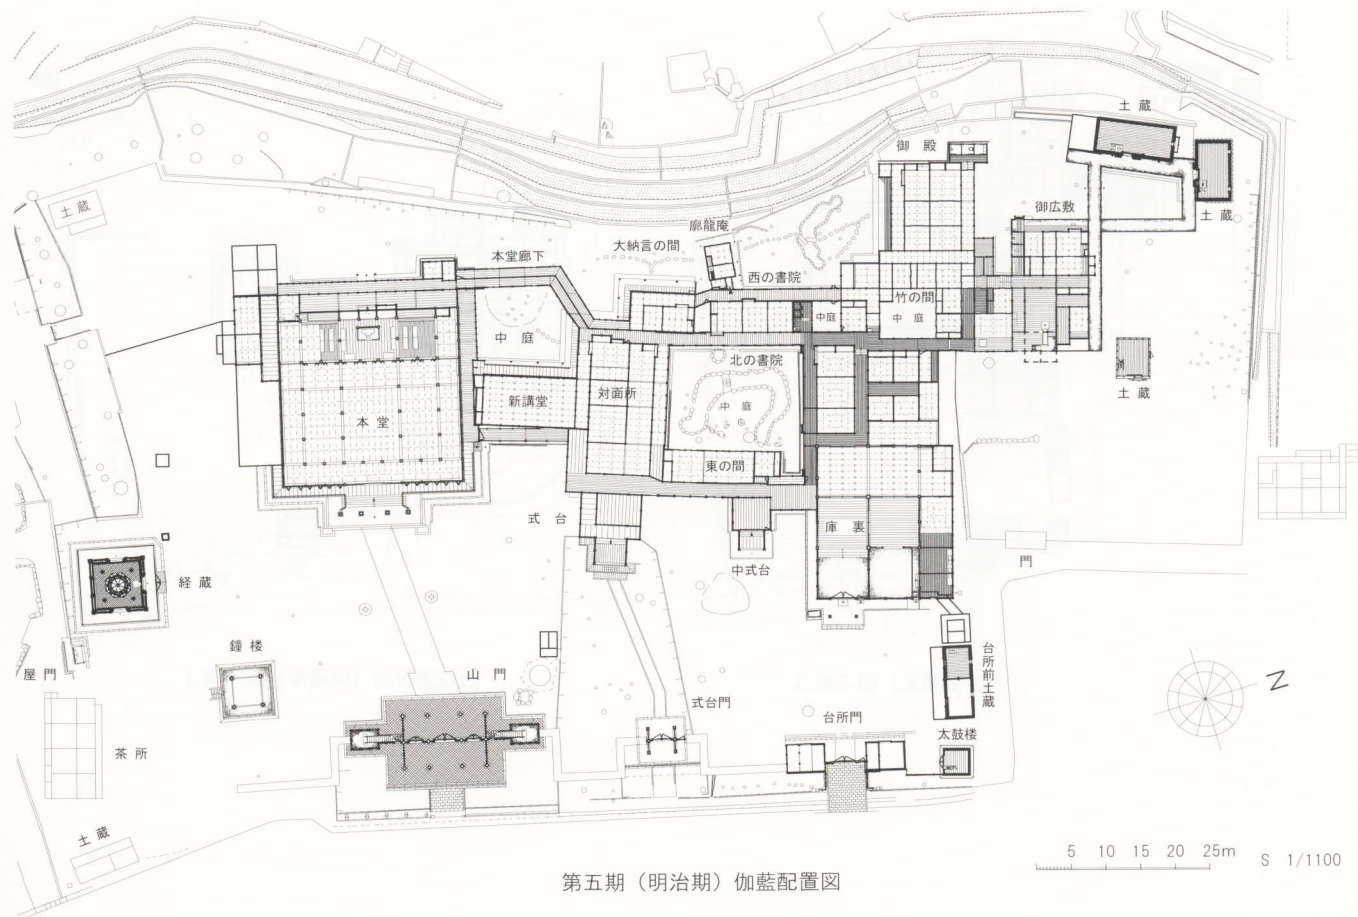 土蔵
御殿
土蔵
御広敷
土蔵
廓龍庵
大納言の間
本堂廊下
西の書院
竹の間
中庭
中庭
中庭
北の書院
土蔵
新講堂
対面所
中庭
本堂
東の間
式台
庫裏
中式台
門
経蔵
鐘楼
屋門
山門
式台門
台所門
台所前土蔵
太鼓楼
茶所
土蔵
N
5 10 15 20 25m
S 1/1100
第五期（明治期）伽藍配置図